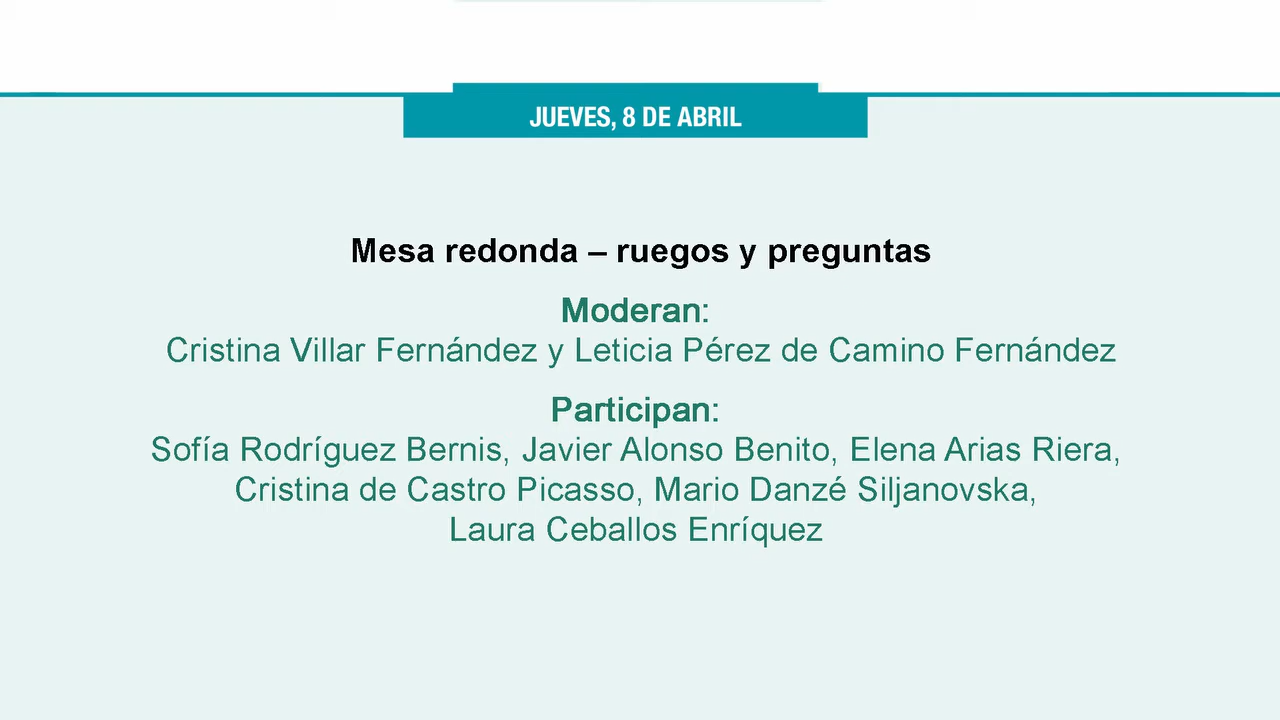 JUEVES, 8 DE ABRIL
Mesa redonda – ruegos y preguntas
Moderan:
Cristina Villar Fernández y Leticia Pérez de Camino Fernández
Participan:
Sofía Rodríguez Bernis, Javier Alonso Benito, Elena Arias Riera,
Cristina de Castro Picasso, Mario Danzé Siljanovska,
Laura Ceballos Enríquez